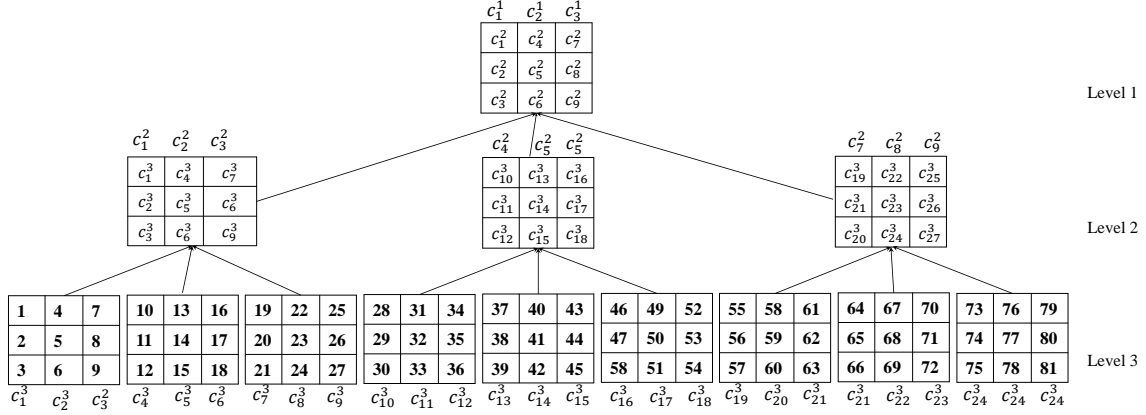 c_1^1 c_2^1 c_3^1
c_1^2 c_4^2 c_7^2
c_2^2 c_5^2 c_8^2
c_3^2 c_6^2 c_9^2
Level 1
c_1^2 c_2^2 c_3^2
c_1^3 c_4^3 c_7^3
c_2^3 c_5^3 c_6^3
c_3^3 c_6^3 c_9^3
c_4^2 c_5^2 c_5^2
c_10^3 c_13^3 c_16^3
c_11^3 c_14^3 c_17^3
c_12^3 c_15^3 c_18^3
c_7^2 c_8^2 c_9^2
c_19^3 c_22^3 c_25^3
c_21^3 c_23^3 c_26^3
c_20^3 c_24^3 c_27^3
Level 2
1 4 7 10 13 16 19 22 25 28 31 34 37 40 43 46 49 52 55 58 61 64 67 70 73 76 79
2 5 8 11 14 17 20 23 26 29 32 35 38 41 44 47 50 53 56 59 62 65 68 71 74 77 80
3 6 9 12 15 18 21 24 27 30 33 36 39 42 45 58 51 54 57 60 63 66 69 72 75 78 81
Level 3
c_1^3 c_2^3 c_3^2 c_4^3 c_5^3 c_6^3 c_7^3 c_8^3 c_9^3 c_10^3 c_11^3 c_12^3 c_13^3 c_14^3 c_15^3 c_16^3 c_17^3 c_18^3 c_19^3 c_20^3 c_21^3 c_21^3 c_22^3 c_23^3 c_24^3 c_24^3 c_24^3